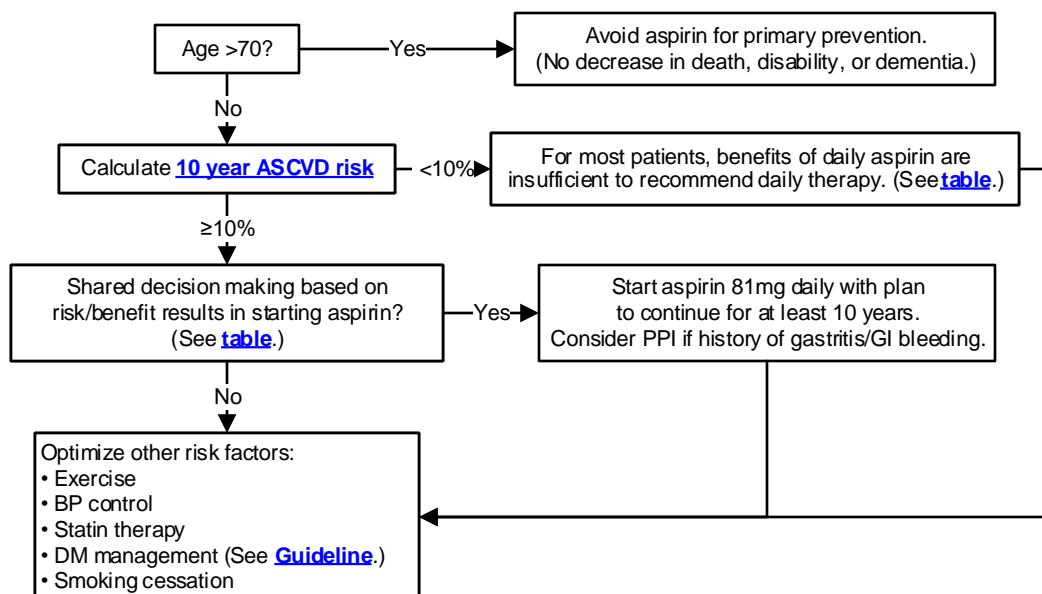 Age >70?
Yes
Avoid aspirin for primary prevention.
(No decrease in death, disability, or dementia.)
No
Calculate 10 year ASCVD risk
<10%
For most patients, benefits of daily aspirin are
insufficient to recommend daily therapy. (See table.)
≥10%
Shared decision making based on
risk/benefit results in starting aspirin?
(See table.)
Yes
Start aspirin 81mg daily with plan
to continue for at least 10 years.
Consider PPI if history of gastritis/GI bleeding.
No
Optimize other risk factors:
• Exercise
• BP control
• Statin therapy
• DM management (See Guideline.)
• Smoking cessation